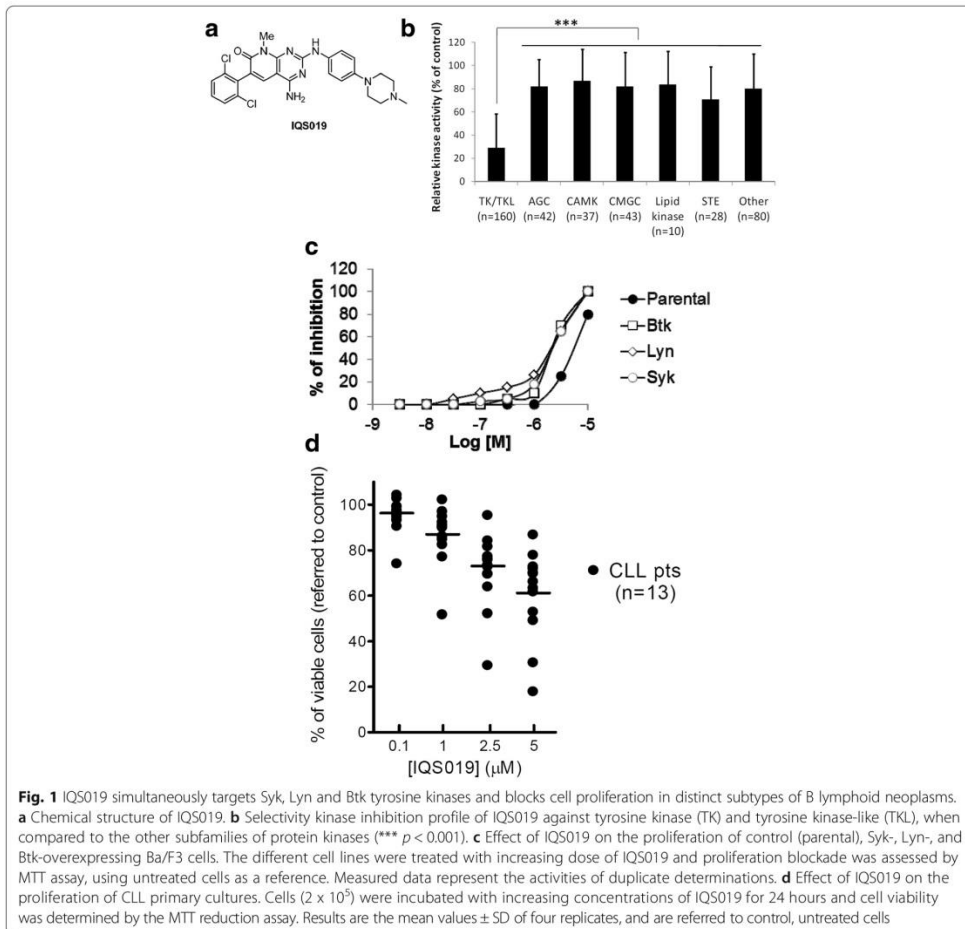 a
Me
O
N
N
H
N
N
N
N
Cl
Cl
NH₂
IQS019
b
***
Relative kinase activity (% of control)
120
100
80
60
40
20
0
TK/TKL AGC CAMK CMGC Lipid STE Other
(n=160) (n=42) (n=37) (n=43) kinase (n=28) (n=80)
(n=10)
c
% of inhibition
120
100
80
60
40
20
0
-9 -8 -7 -6 -5
Log [M]
Parental
Btk
Lyn
Syk
d
% of viable cells (referred to control)
100
80
60
40
20
0
0.1 1 2.5 5
[IQS019] (µM)
CLL pts
(n=13)
Fig. 1 IQS019 simultaneously targets Syk, Lyn and Btk tyrosine kinases and blocks cell proliferation in distinct subtypes of B lymphoid neoplasms.
a Chemical structure of IQS019. b Selectivity kinase inhibition profile of IQS019 against tyrosine kinase (TK) and tyrosine kinase-like (TKL), when
compared to the other subfamilies of protein kinases (*** p < 0.001). c Effect of IQS019 on the proliferation of control (parental), Syk-, Lyn-, and
Btk-overexpressing Ba/F3 cells. The different cell lines were treated with increasing dose of IQS019 and proliferation blockade was assessed by
MTT assay, using untreated cells as a reference. Measured data represent the activities of duplicate determinations. d Effect of IQS019 on the
proliferation of CLL primary cultures. Cells (2 x 10⁵) were incubated with increasing concentrations of IQS019 for 24 hours and cell viability
was determined by the MTT reduction assay. Results are the mean values ± SD of four replicates, and are referred to control, untreated cells